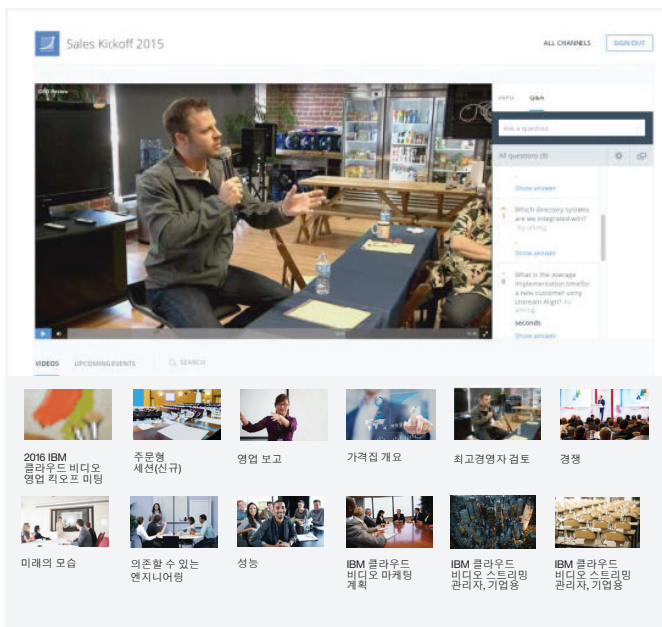 Sales Kickoff 2015
ALL CHANNELS
SIGN OUT
CEO Review
INFO
Q&A
Ask a question
All questions (8)
Show answer
Which directory systems
are we integrated with?
Show answer
What is the average
implementation time for
a new customer using
Ustream Align? by
seconds
Show answer
VIDEOS
UPCOMING EVENTS
SEARCH
2016 IBM
클라우드 비디오
영업 킥오프 미팅
주문형
세션(신규)
영업 보고
가격집 개요
최고경영자 검토
경쟁
미래의 모습
의존할 수 있는
엔지니어링
성능
IBM 클라우드
비디오 마케팅
계획
IBM 클라우드
비디오 스트리밍
관리자, 기업용
IBM 클라우드
비디오 스트리밍
관리자, 기업용